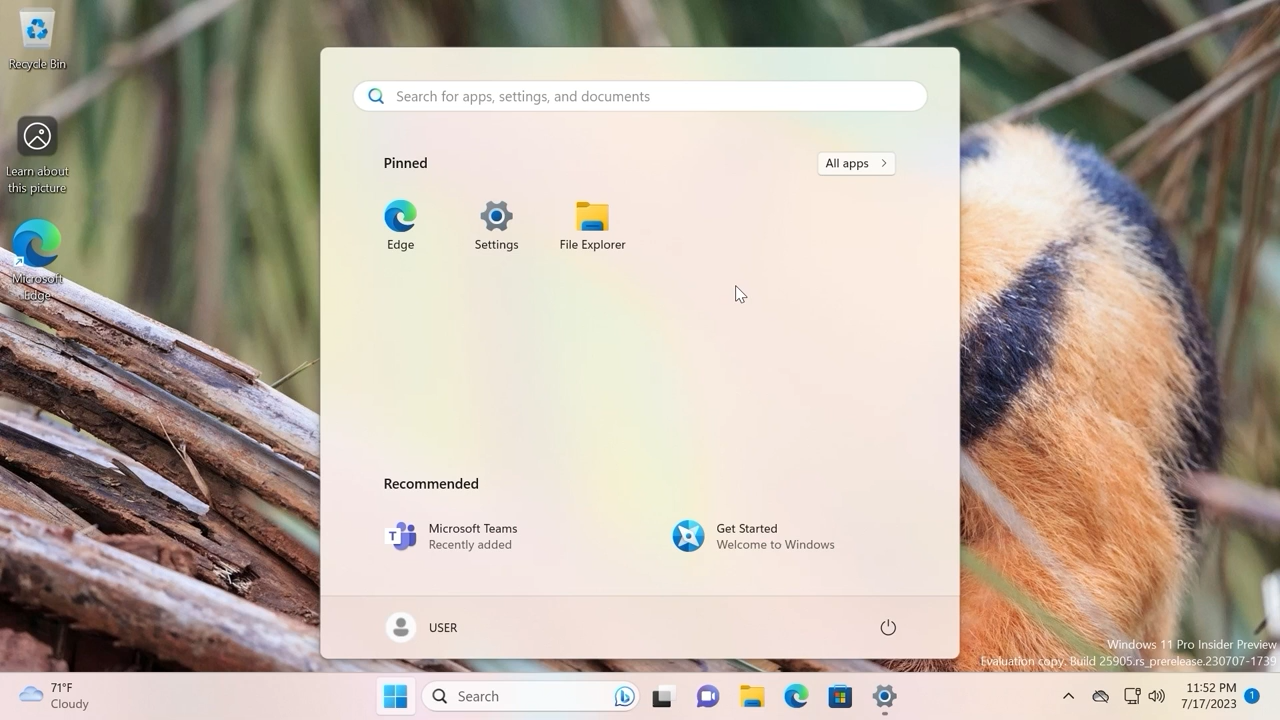 Recycle Bin
Learn about
this picture
Microsoft
Edge
Search for apps, settings, and documents
Pinned
All apps
Edge
Settings
File Explorer
Recommended
Microsoft Teams
Recently added
Get Started
Welcome to Windows
USER
Windows 11 Pro Insider Preview
Evaluation copy. Build 25905.rs_prerelease.230707-1739
71°F
Cloudy
Search
11:52 PM
7/17/2023
1